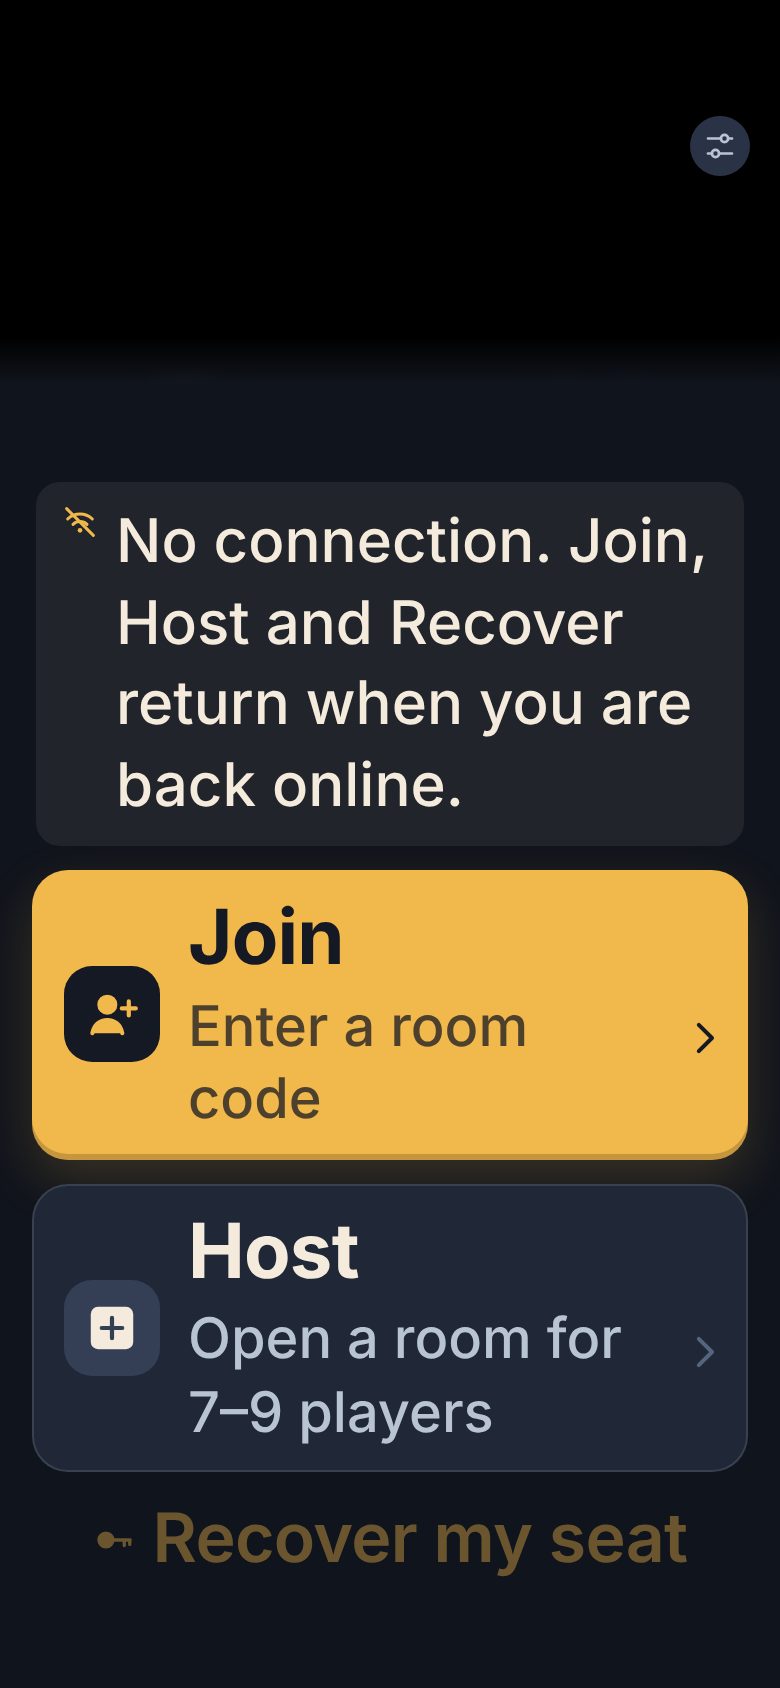 No connection. Join,
Host and Recover
return when you are
back online.
Join
Enter a room
code
Host
Open a room for
7–9 players
Recover my seat